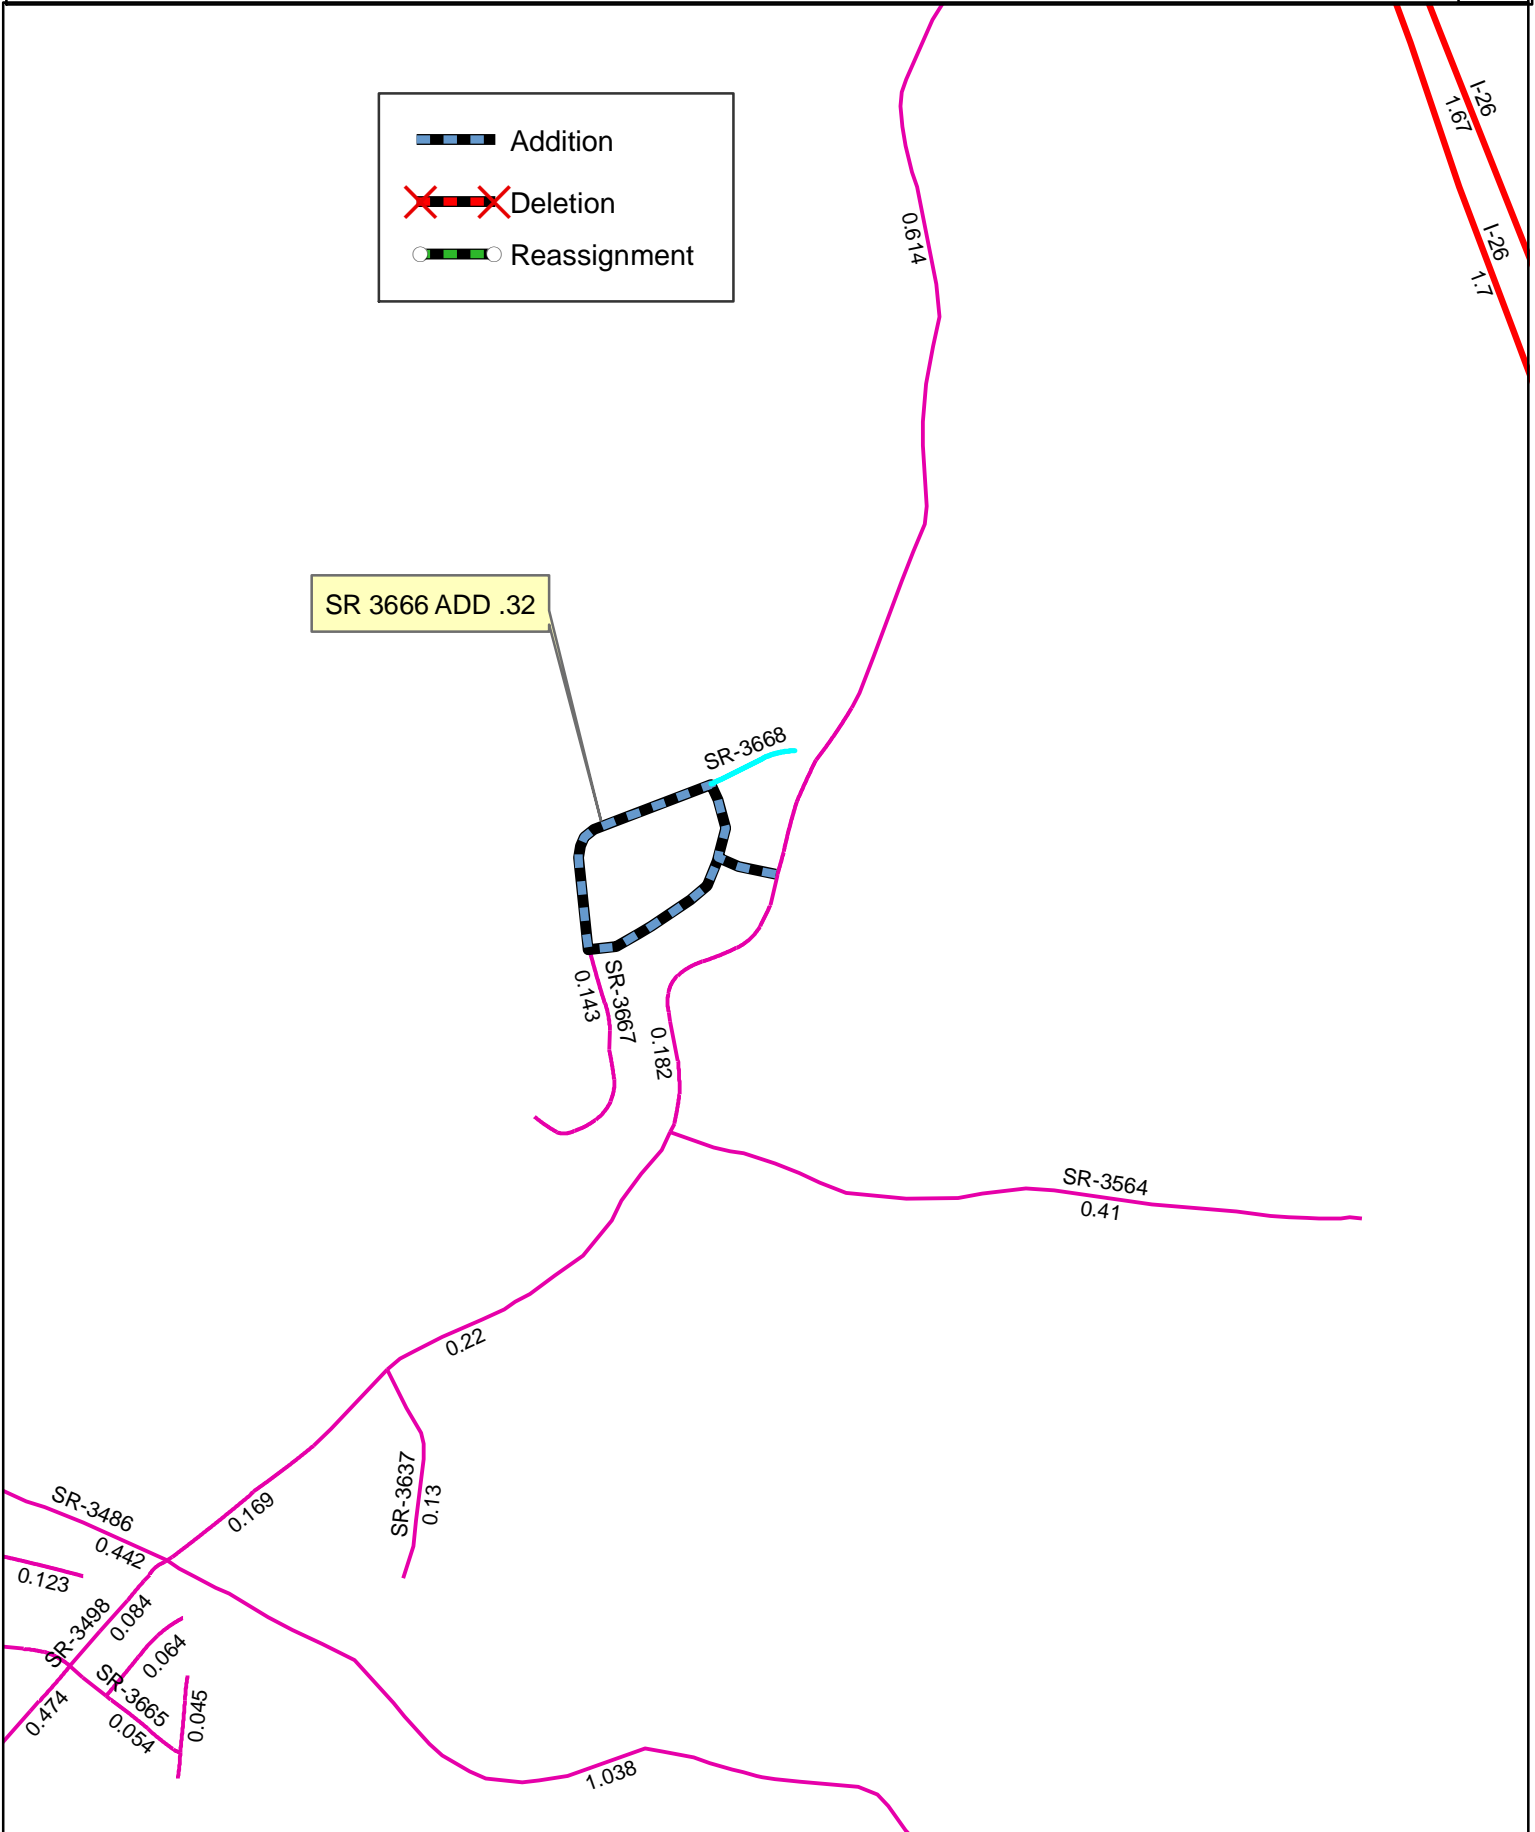 I-26
1.67
Addition
Deletion
0.614
I-26
Reassignment
1.7
SR 3666 ADD .32
SR-3668
0.143
SR-3667
0.182
SR-3564
0.41
0.22
SR-3637
0.13
SR-3486
0.169
0.442
0.123
SR-3498
0.084
0.064
SR-3665
0.474
0.054
0.045
1.038